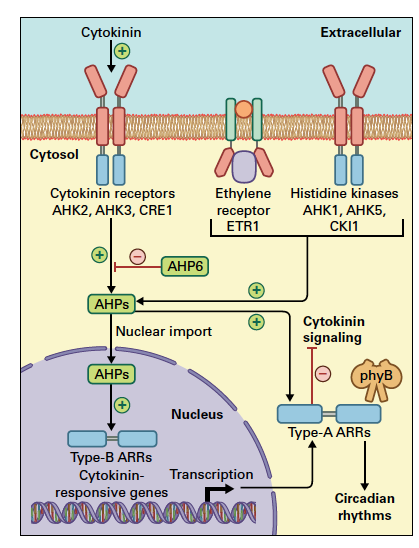 Cytokinin
Extracellular
+
Cytosol
Cytokinin receptors
AHK2, AHK3, CRE1
Ethylene
receptor
ETR1
Histidine kinases
AHK1, AHK5,
CKI1
+
−
AHP6
AHPs
+
+
Nuclear import
Cytokinin
signaling
−
phyB
AHPs
+
Nucleus
Type-A ARRs
Type-B ARRs
Cytokinin-
responsive genes
Transcription
Circadian
rhythms